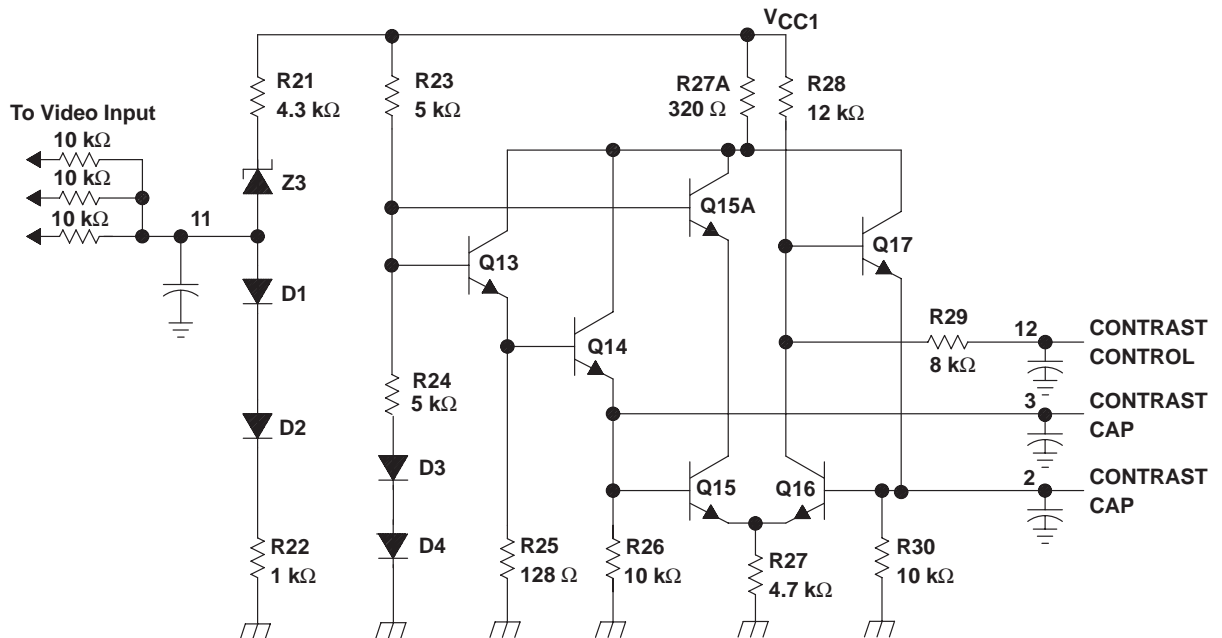 VCC1
R21
4.3 kΩ
R23
5 kΩ
R27A
320 Ω
R28
12 kΩ
To Video Input
10 kΩ
10 kΩ
10 kΩ
11
Z3
Q15A
Q17
Q13
D1
R29
8 kΩ
12
CONTRAST
CONTROL
Q14
R24
5 kΩ
3
CONTRAST
CAP
D2
D3
Q15
Q16
2
CONTRAST
CAP
D4
R22
1 kΩ
R25
128 Ω
R26
10 kΩ
R27
4.7 kΩ
R30
10 kΩ